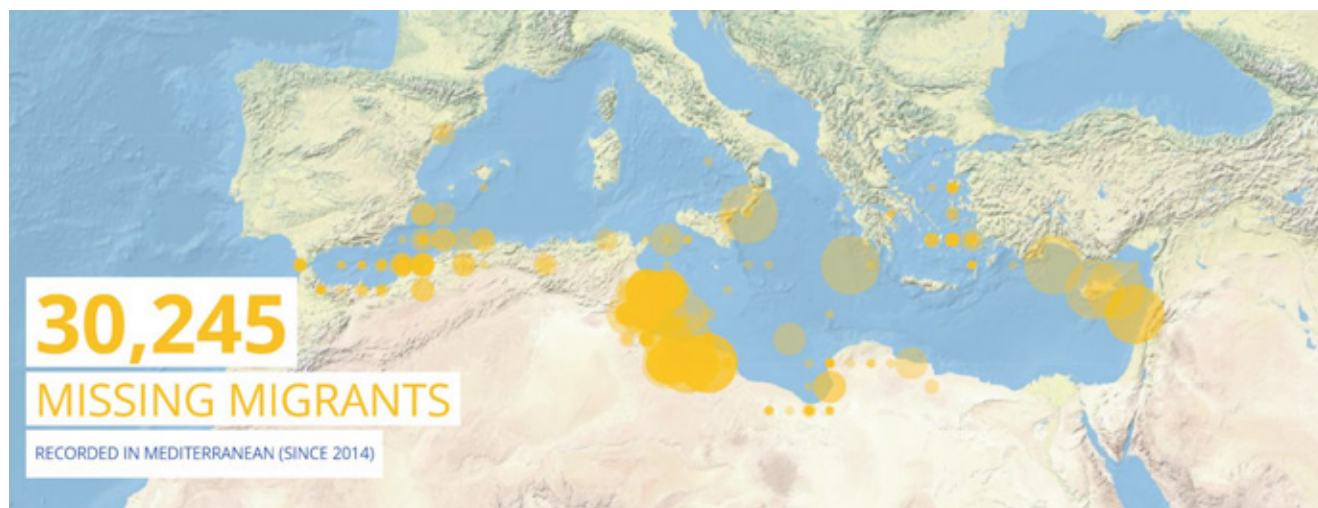 30,245
MISSING MIGRANTS
RECORDED IN MEDITERRANEAN (SINCE 2014)